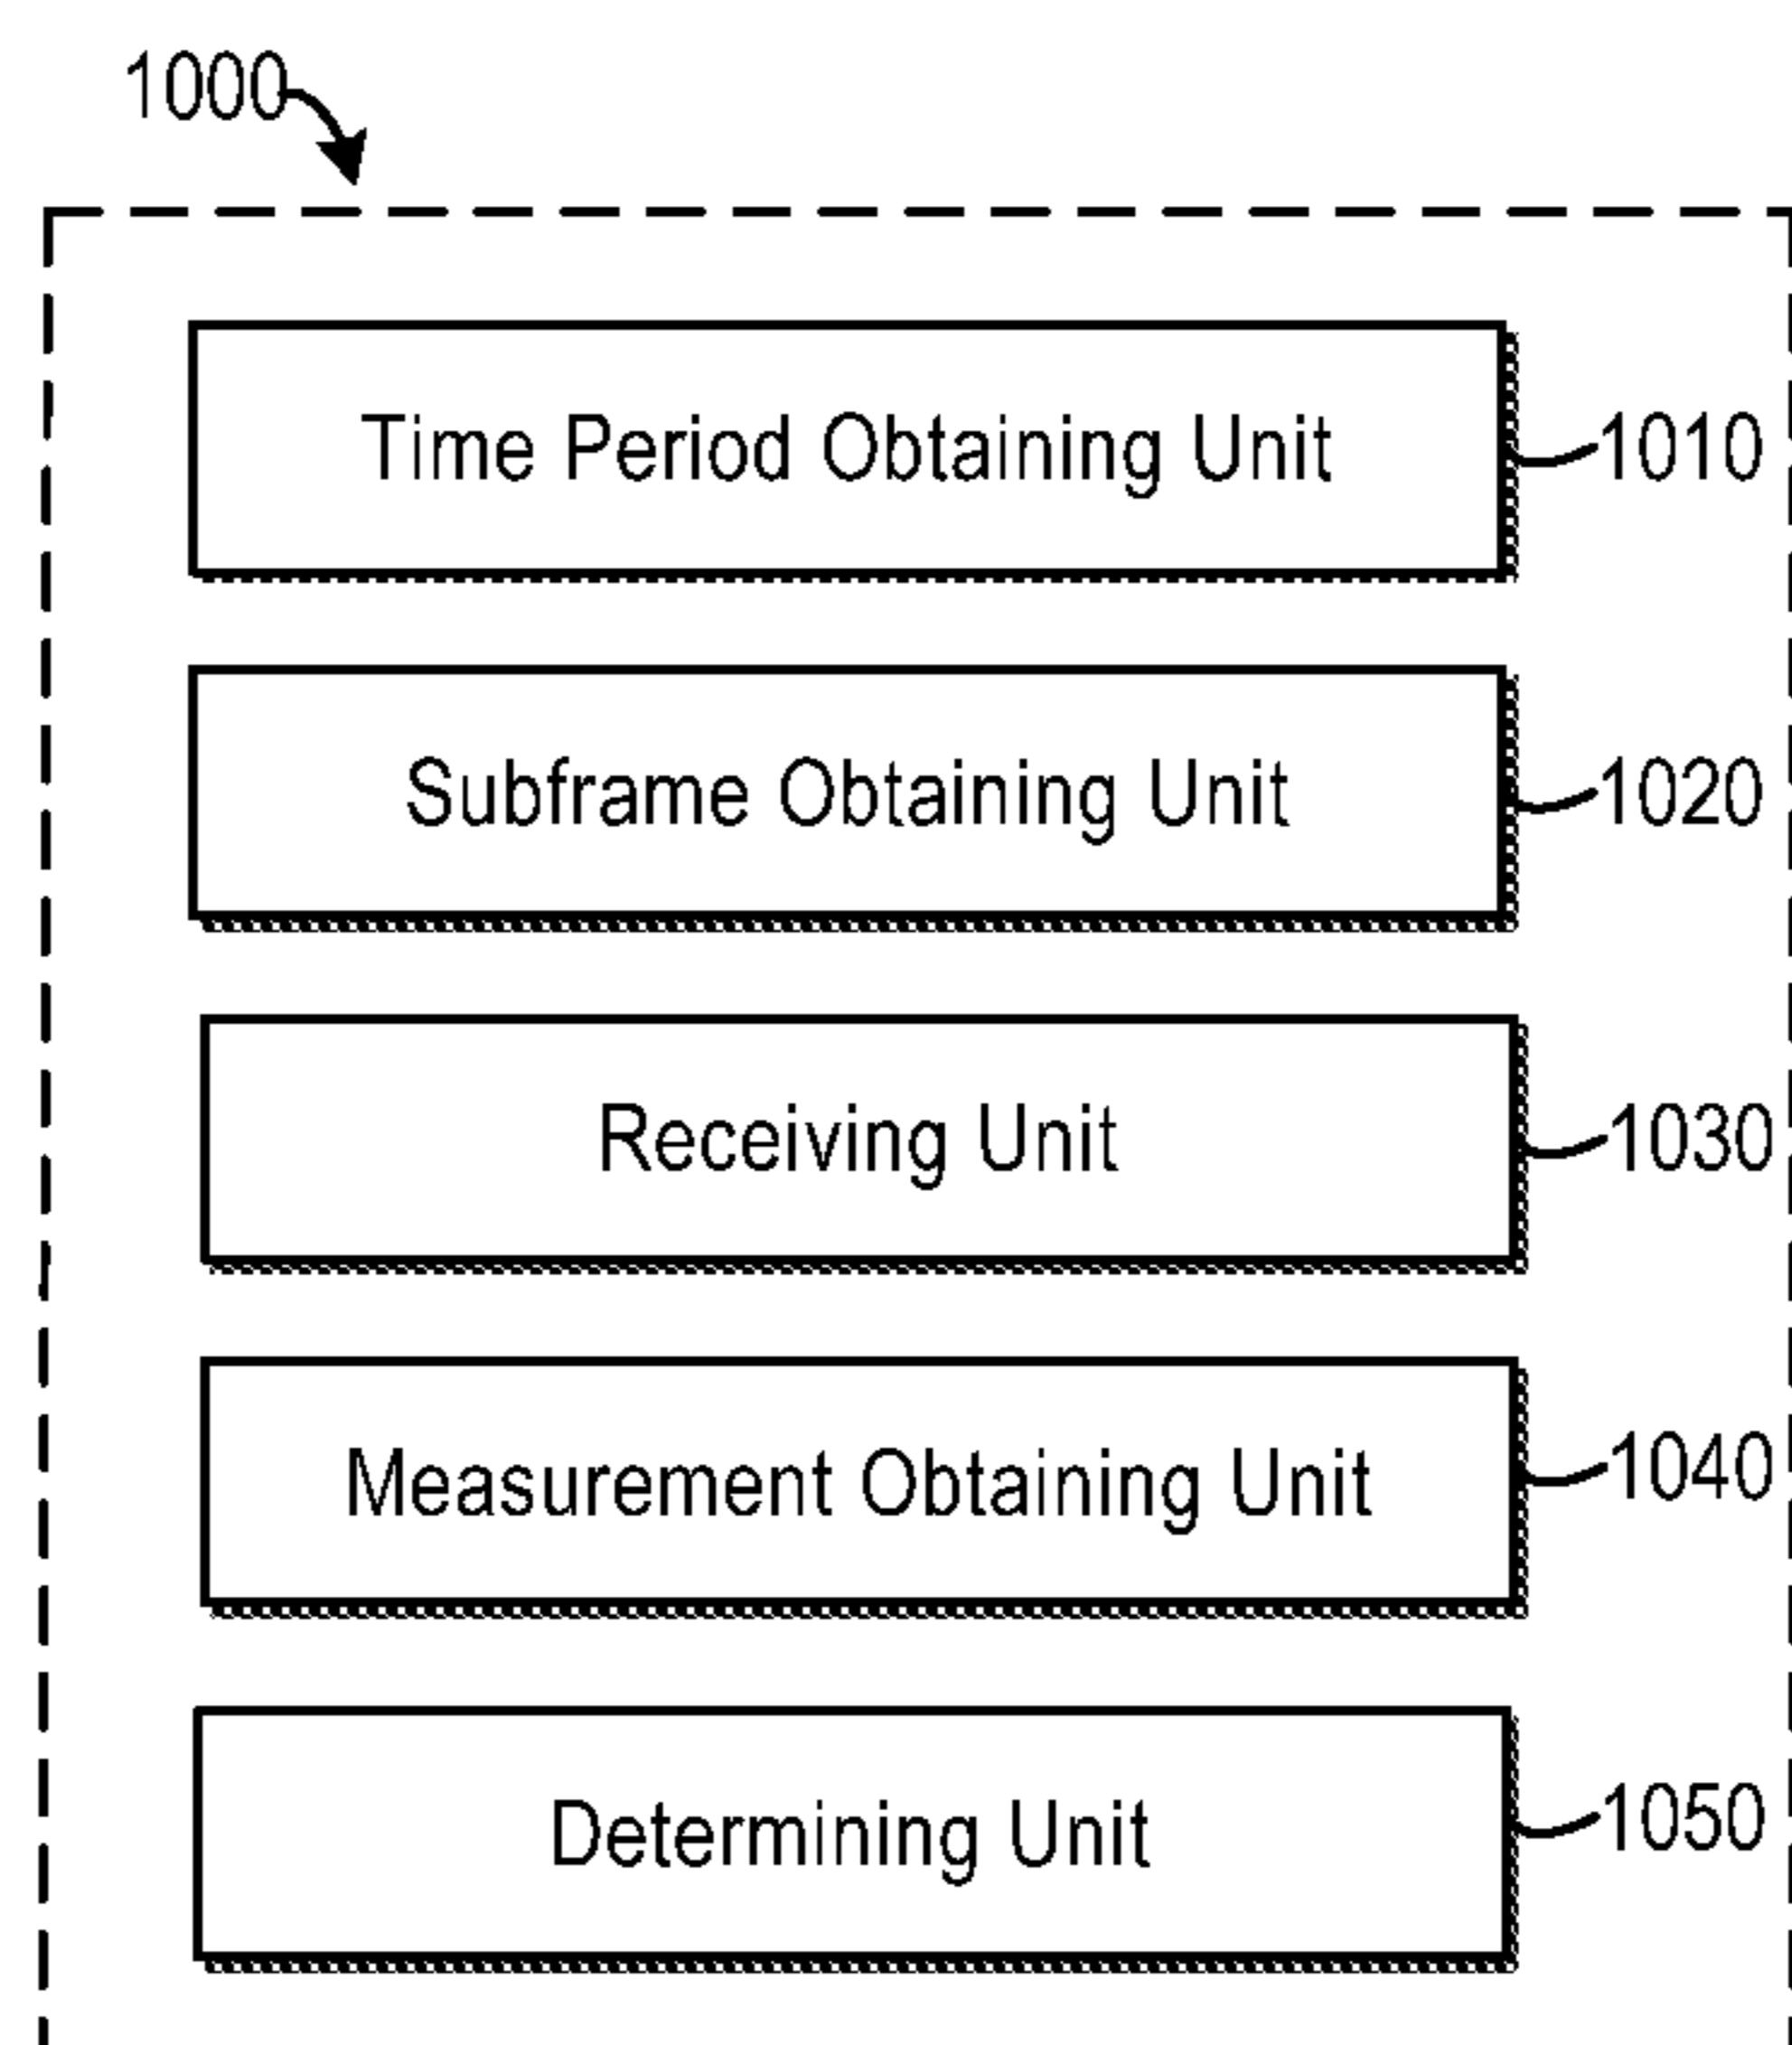 1000
Time Period Obtaining Unit 1010
Subframe Obtaining Unit 1020
Receiving Unit 1030
Measurement Obtaining Unit 1040
Determining Unit 1050